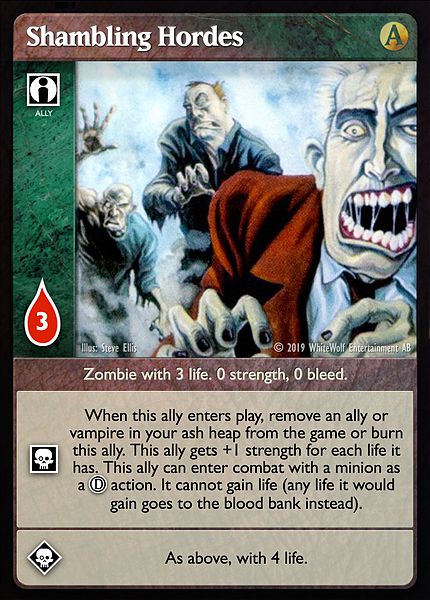 Shambling Hordes
A
ALLY
3
Illus: Steve Ellis
© 2019 WhiteWolf Entertainment AB
Zombie with 3 life. 0 strength, 0 bleed.
When this ally enters play, remove an ally or
vampire in your ash heap from the game or burn
this ally. This ally gets +1 strength for each life it
has. This ally can enter combat with a minion as
a Ⓓ action. It cannot gain life (any life it would
gain goes to the blood bank instead).
As above, with 4 life.